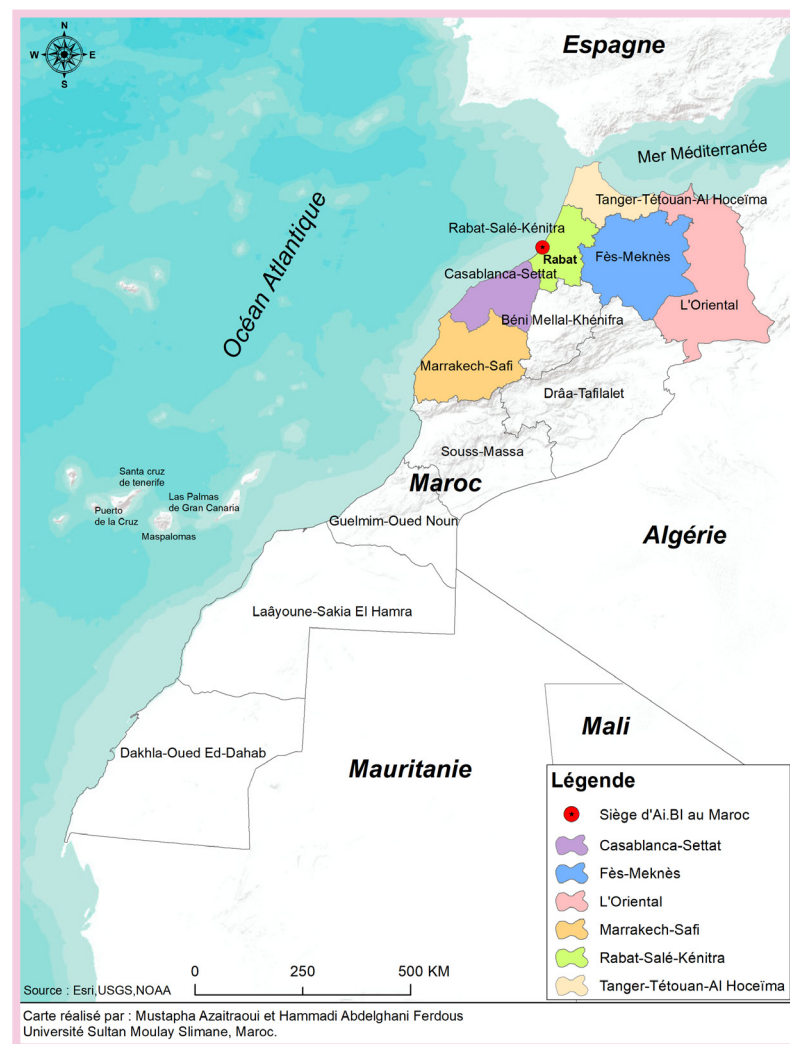 N
W
E
S
Espagne
Mer Méditerranée
Océan Atlantique
Tanger-Tétouan-Al Hoceïma
Rabat-Salé-Kénitra
Rabat
Fès-Meknès
Casablanca-Settat
L'Oriental
Béni Mellal-Khénifra
Marrakech-Safi
Drâa-Tafilalet
Souss-Massa
Maroc
Santa cruz
de tenerife
Las Palmas
de Gran Canaria
Puerto
de la Cruz
Maspalomas
Guelmim-Oued Noun
Algérie
Laâyoune-Sakia El Hamra
Mali
Dakhla-Oued Ed-Dahab
Mauritanie
Légende
Siège d'Ai.BI au Maroc
Casablanca-Settat
Fès-Meknès
L'Oriental
Marrakech-Safi
Rabat-Salé-Kénitra
Tanger-Tétouan-Al Hoceïma
0 250 500 KM
Source : Esri,USGS,NOAA
Carte réalisé par : Mustapha Azaitraoui et Hammadi Abdelghani Ferdous
Université Sultan Moulay Slimane, Maroc.